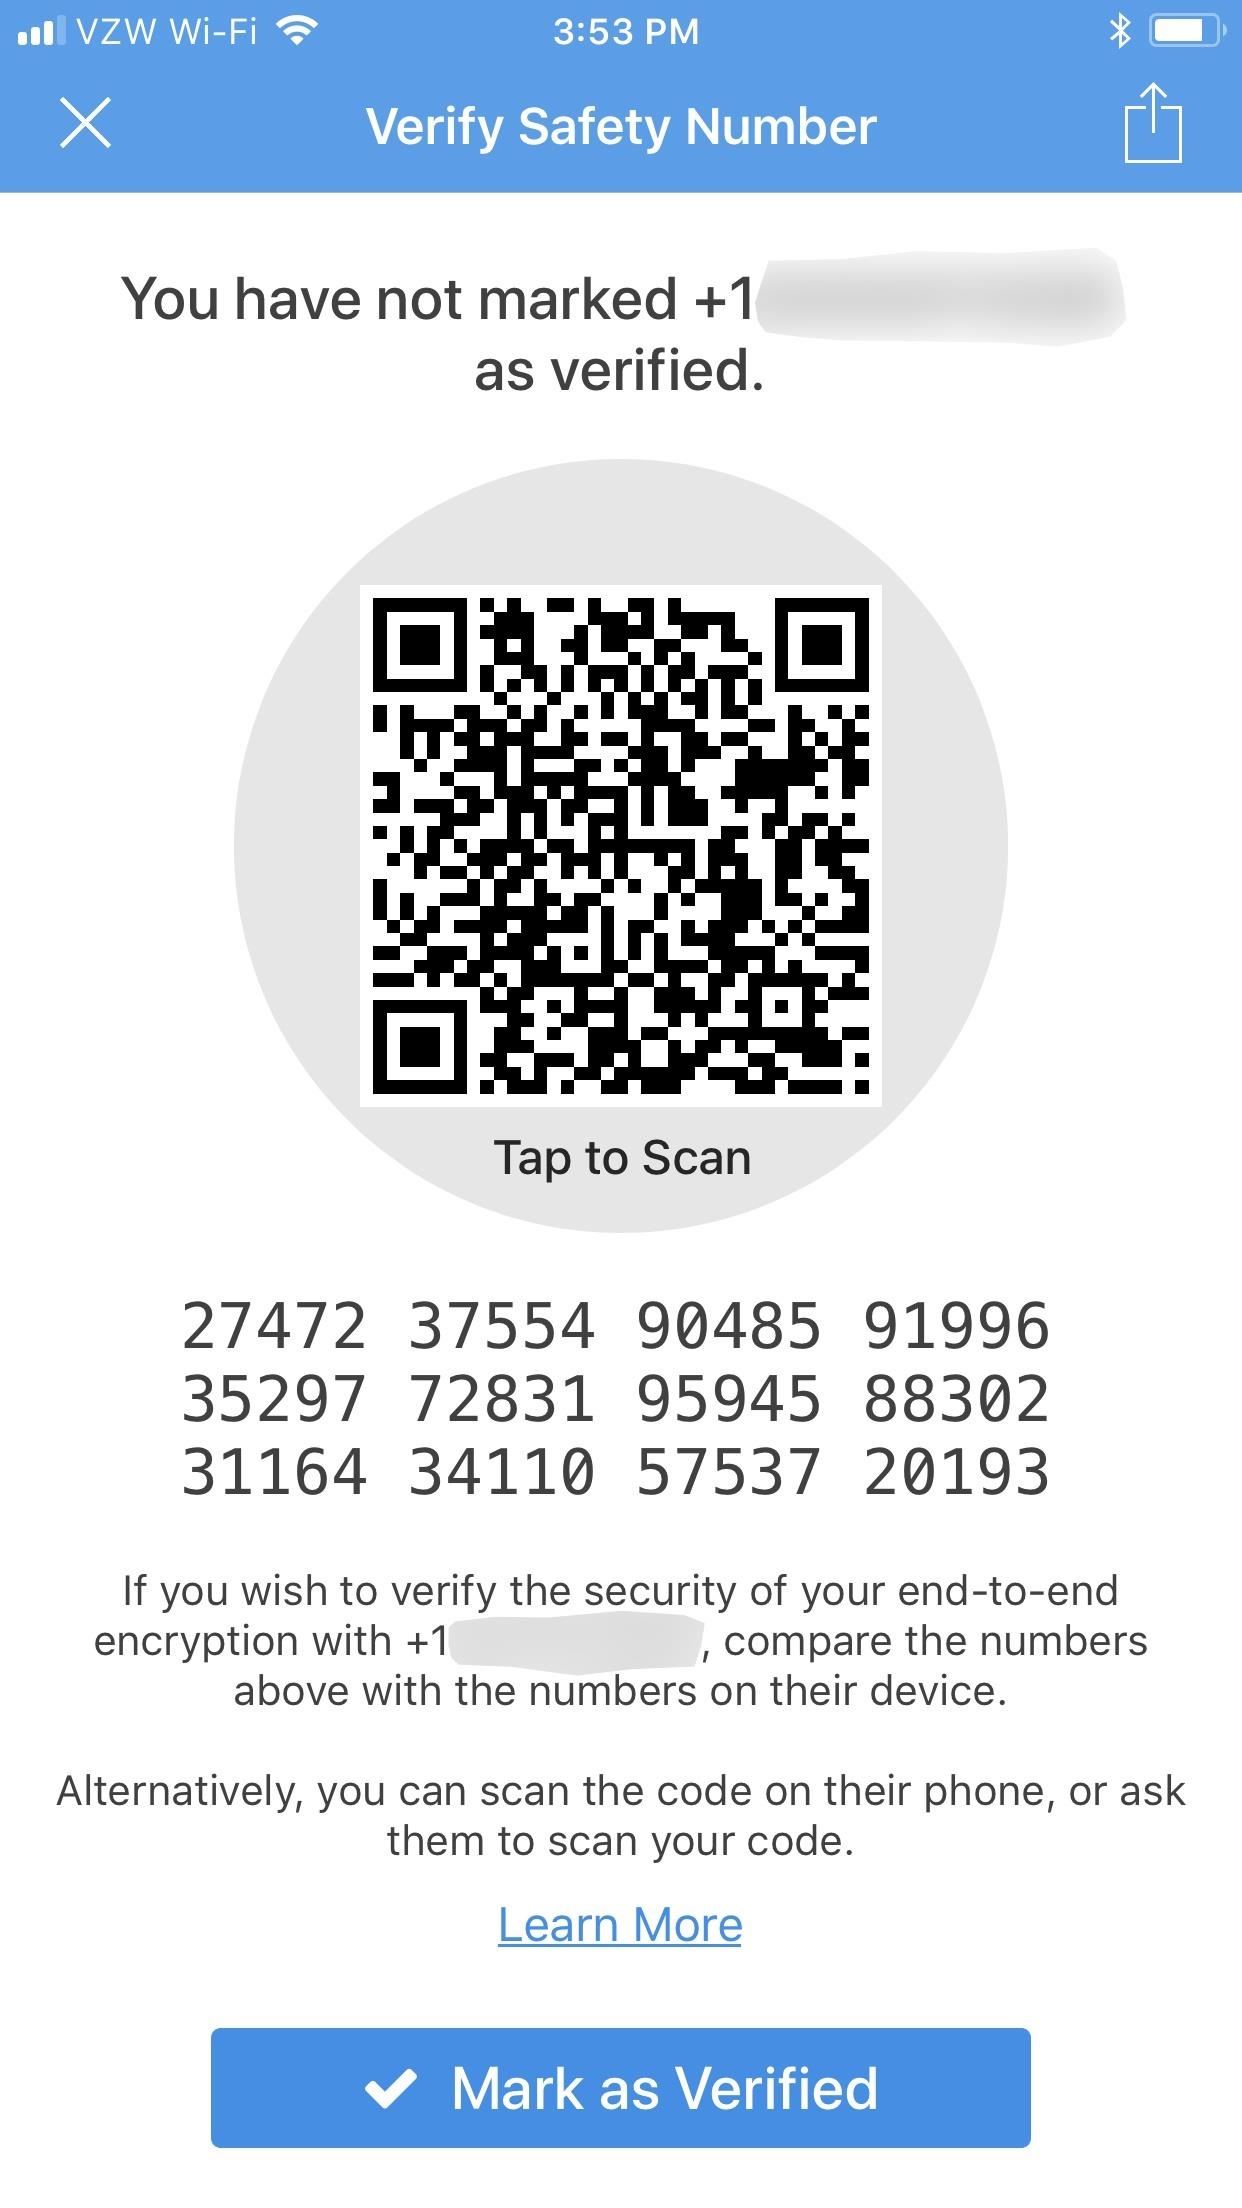 VZW Wi-Fi 3:53 PM
Verify Safety Number
You have not marked +1
as verified.
Tap to Scan
27472 37554 90485 91996
35297 72831 95945 88302
31164 34110 57537 20193
If you wish to verify the security of your end-to-end
encryption with +1 , compare the numbers
above with the numbers on their device.
Alternatively, you can scan the code on their phone, or ask
them to scan your code.
Learn More
Mark as Verified